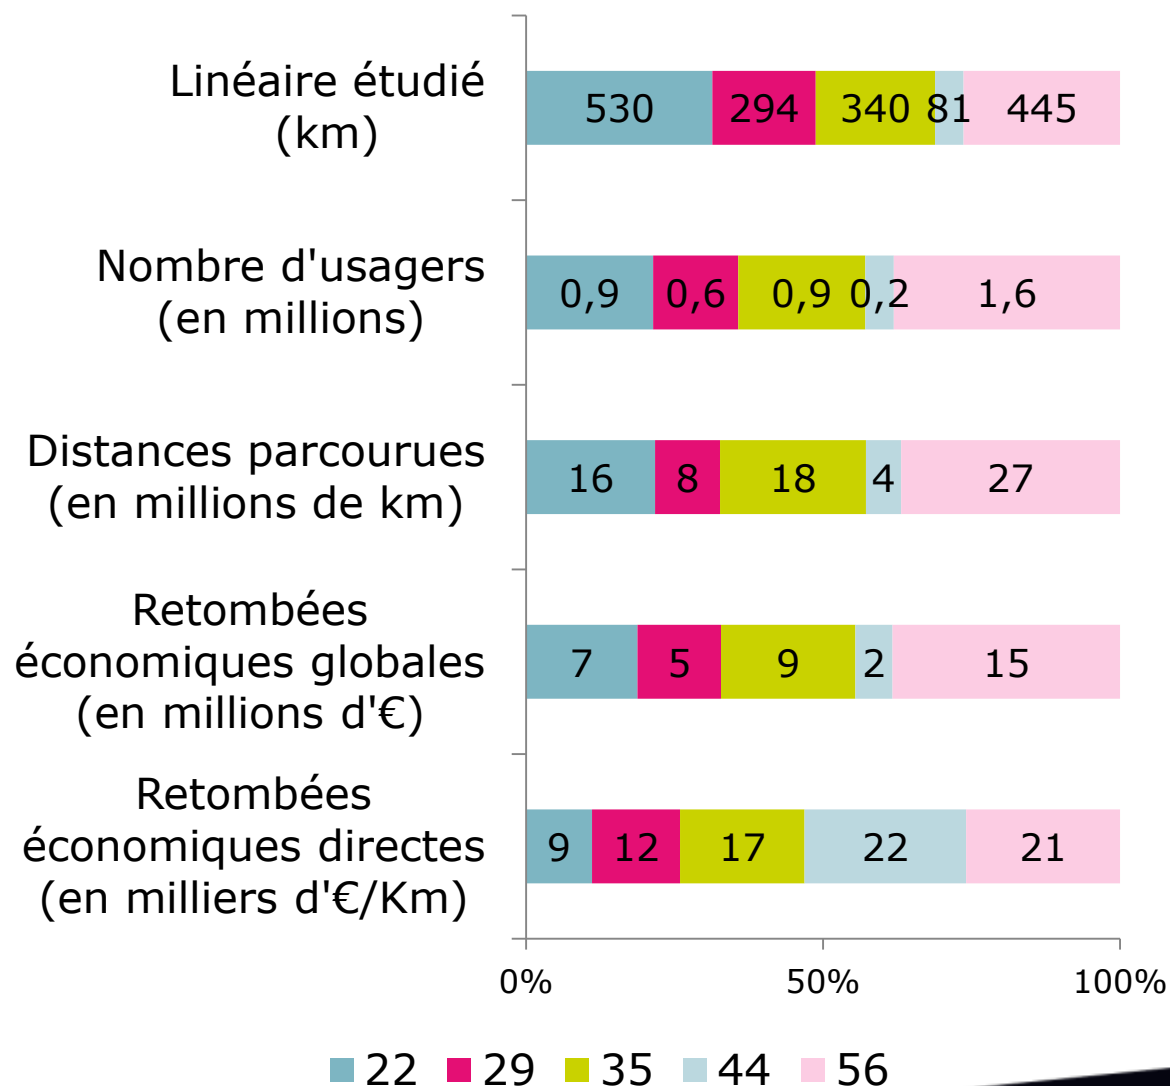 Linéaire étudié
(km)
530 294 340 81 445
Nombre d'usagers
(en millions)
0,9 0,6 0,9 0,2 1,6
Distances parcourues
(en millions de km)
16 8 18 4 27
Retombées
économiques globales
(en millions d'€)
7 5 9 2 15
Retombées
économiques directes
(en milliers d'€/Km)
9 12 17 22 21
0% 50% 100%
22 29 35 44 56